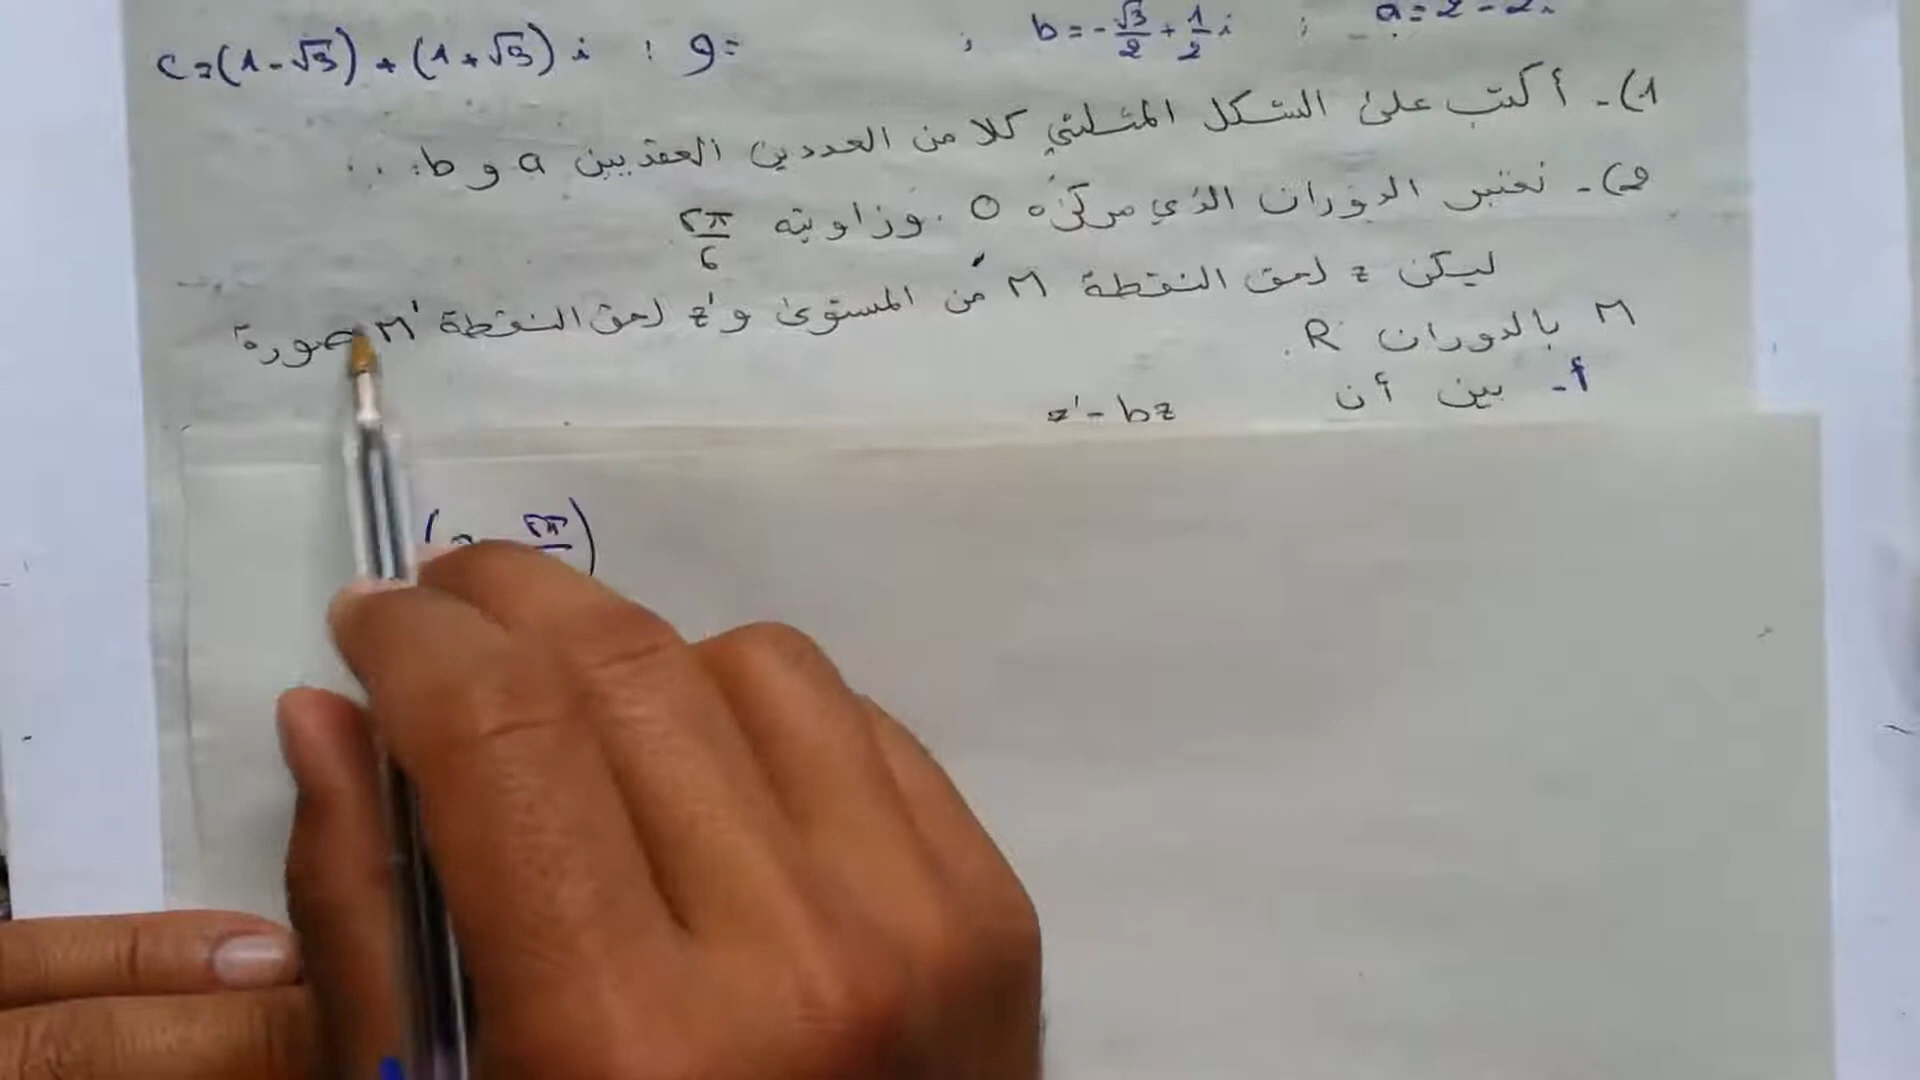 a = 2 - 2i ; b = -√3/2 + 1/2 i ; و c = (1-√3) + (1+√3) i
1)- أكتب على الشكل المثلثي كلا من العددين العقديين a و b.
2)- نعتبر الدوران الذي مركزه O وزاويته 5π/6
ليكن z لحق النقطة M من المستوى و z' لحق النقطة M' صورة
M بالدوران R.
أ- بين أن z' = bz
5π